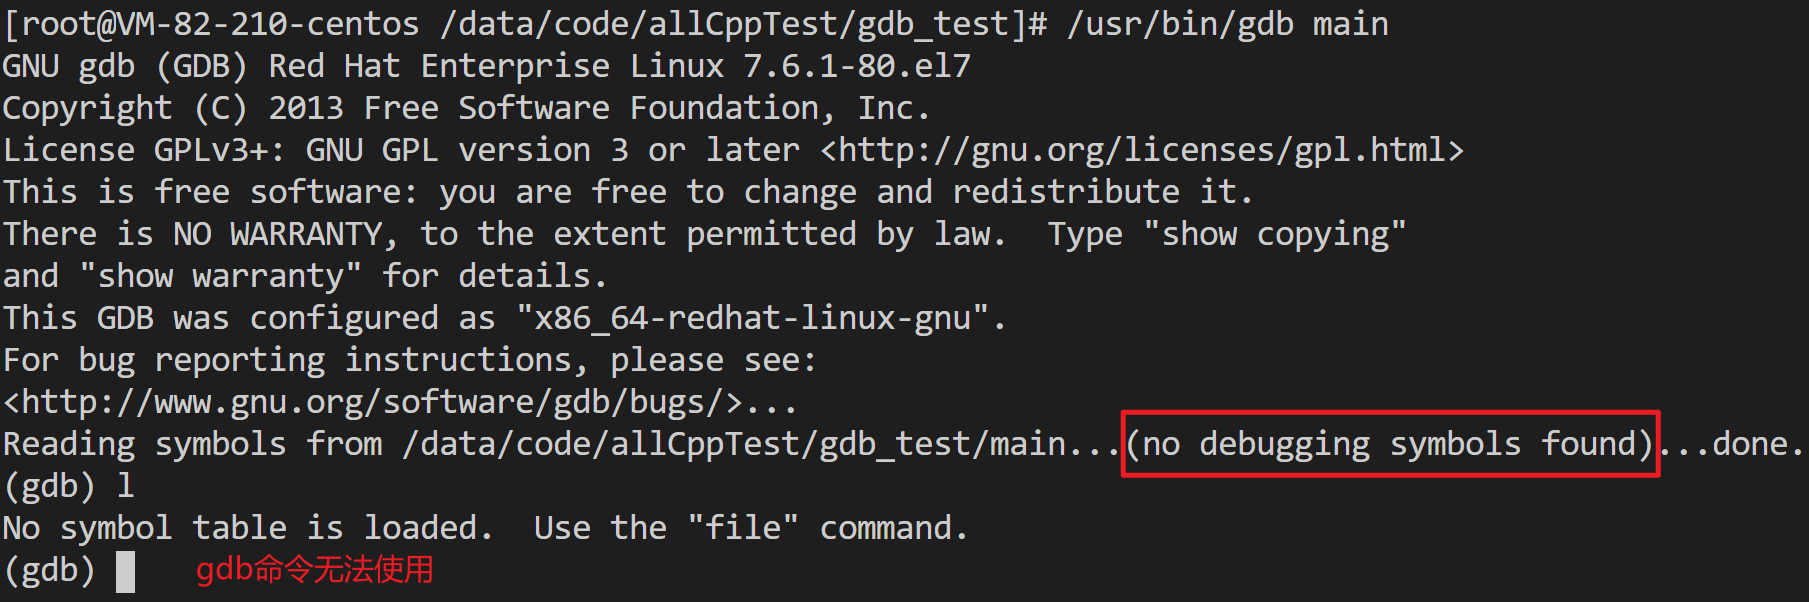 [root@VM-82-210-centos /data/code/allCppTest/gdb_test]# /usr/bin/gdb main
GNU gdb (GDB) Red Hat Enterprise Linux 7.6.1-80.el7
Copyright (C) 2013 Free Software Foundation, Inc.
License GPLv3+: GNU GPL version 3 or later <http://gnu.org/licenses/gpl.html>
This is free software: you are free to change and redistribute it.
There is NO WARRANTY, to the extent permitted by law.  Type "show copying"
and "show warranty" for details.
This GDB was configured as "x86_64-redhat-linux-gnu".
For bug reporting instructions, please see:
<http://www.gnu.org/software/gdb/bugs/>...
Reading symbols from /data/code/allCppTest/gdb_test/main...(no debugging symbols found)...done.
(gdb) l
No symbol table is loaded.  Use the "file" command.
(gdb) gdb命令无法使用